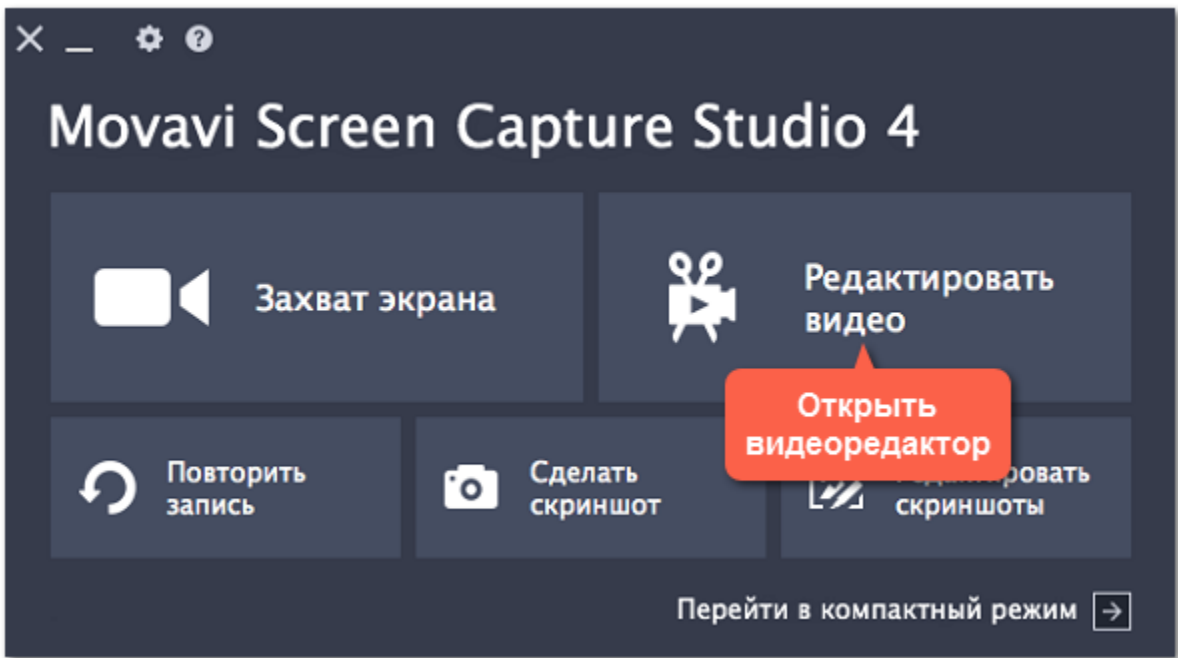 Movavi Screen Capture Studio 4
Захват экрана
Редактировать
видео
Открыть
видеоредактор
Повторить
запись
Сделать
скриншот
скриншоты
Перейти в компактный режим